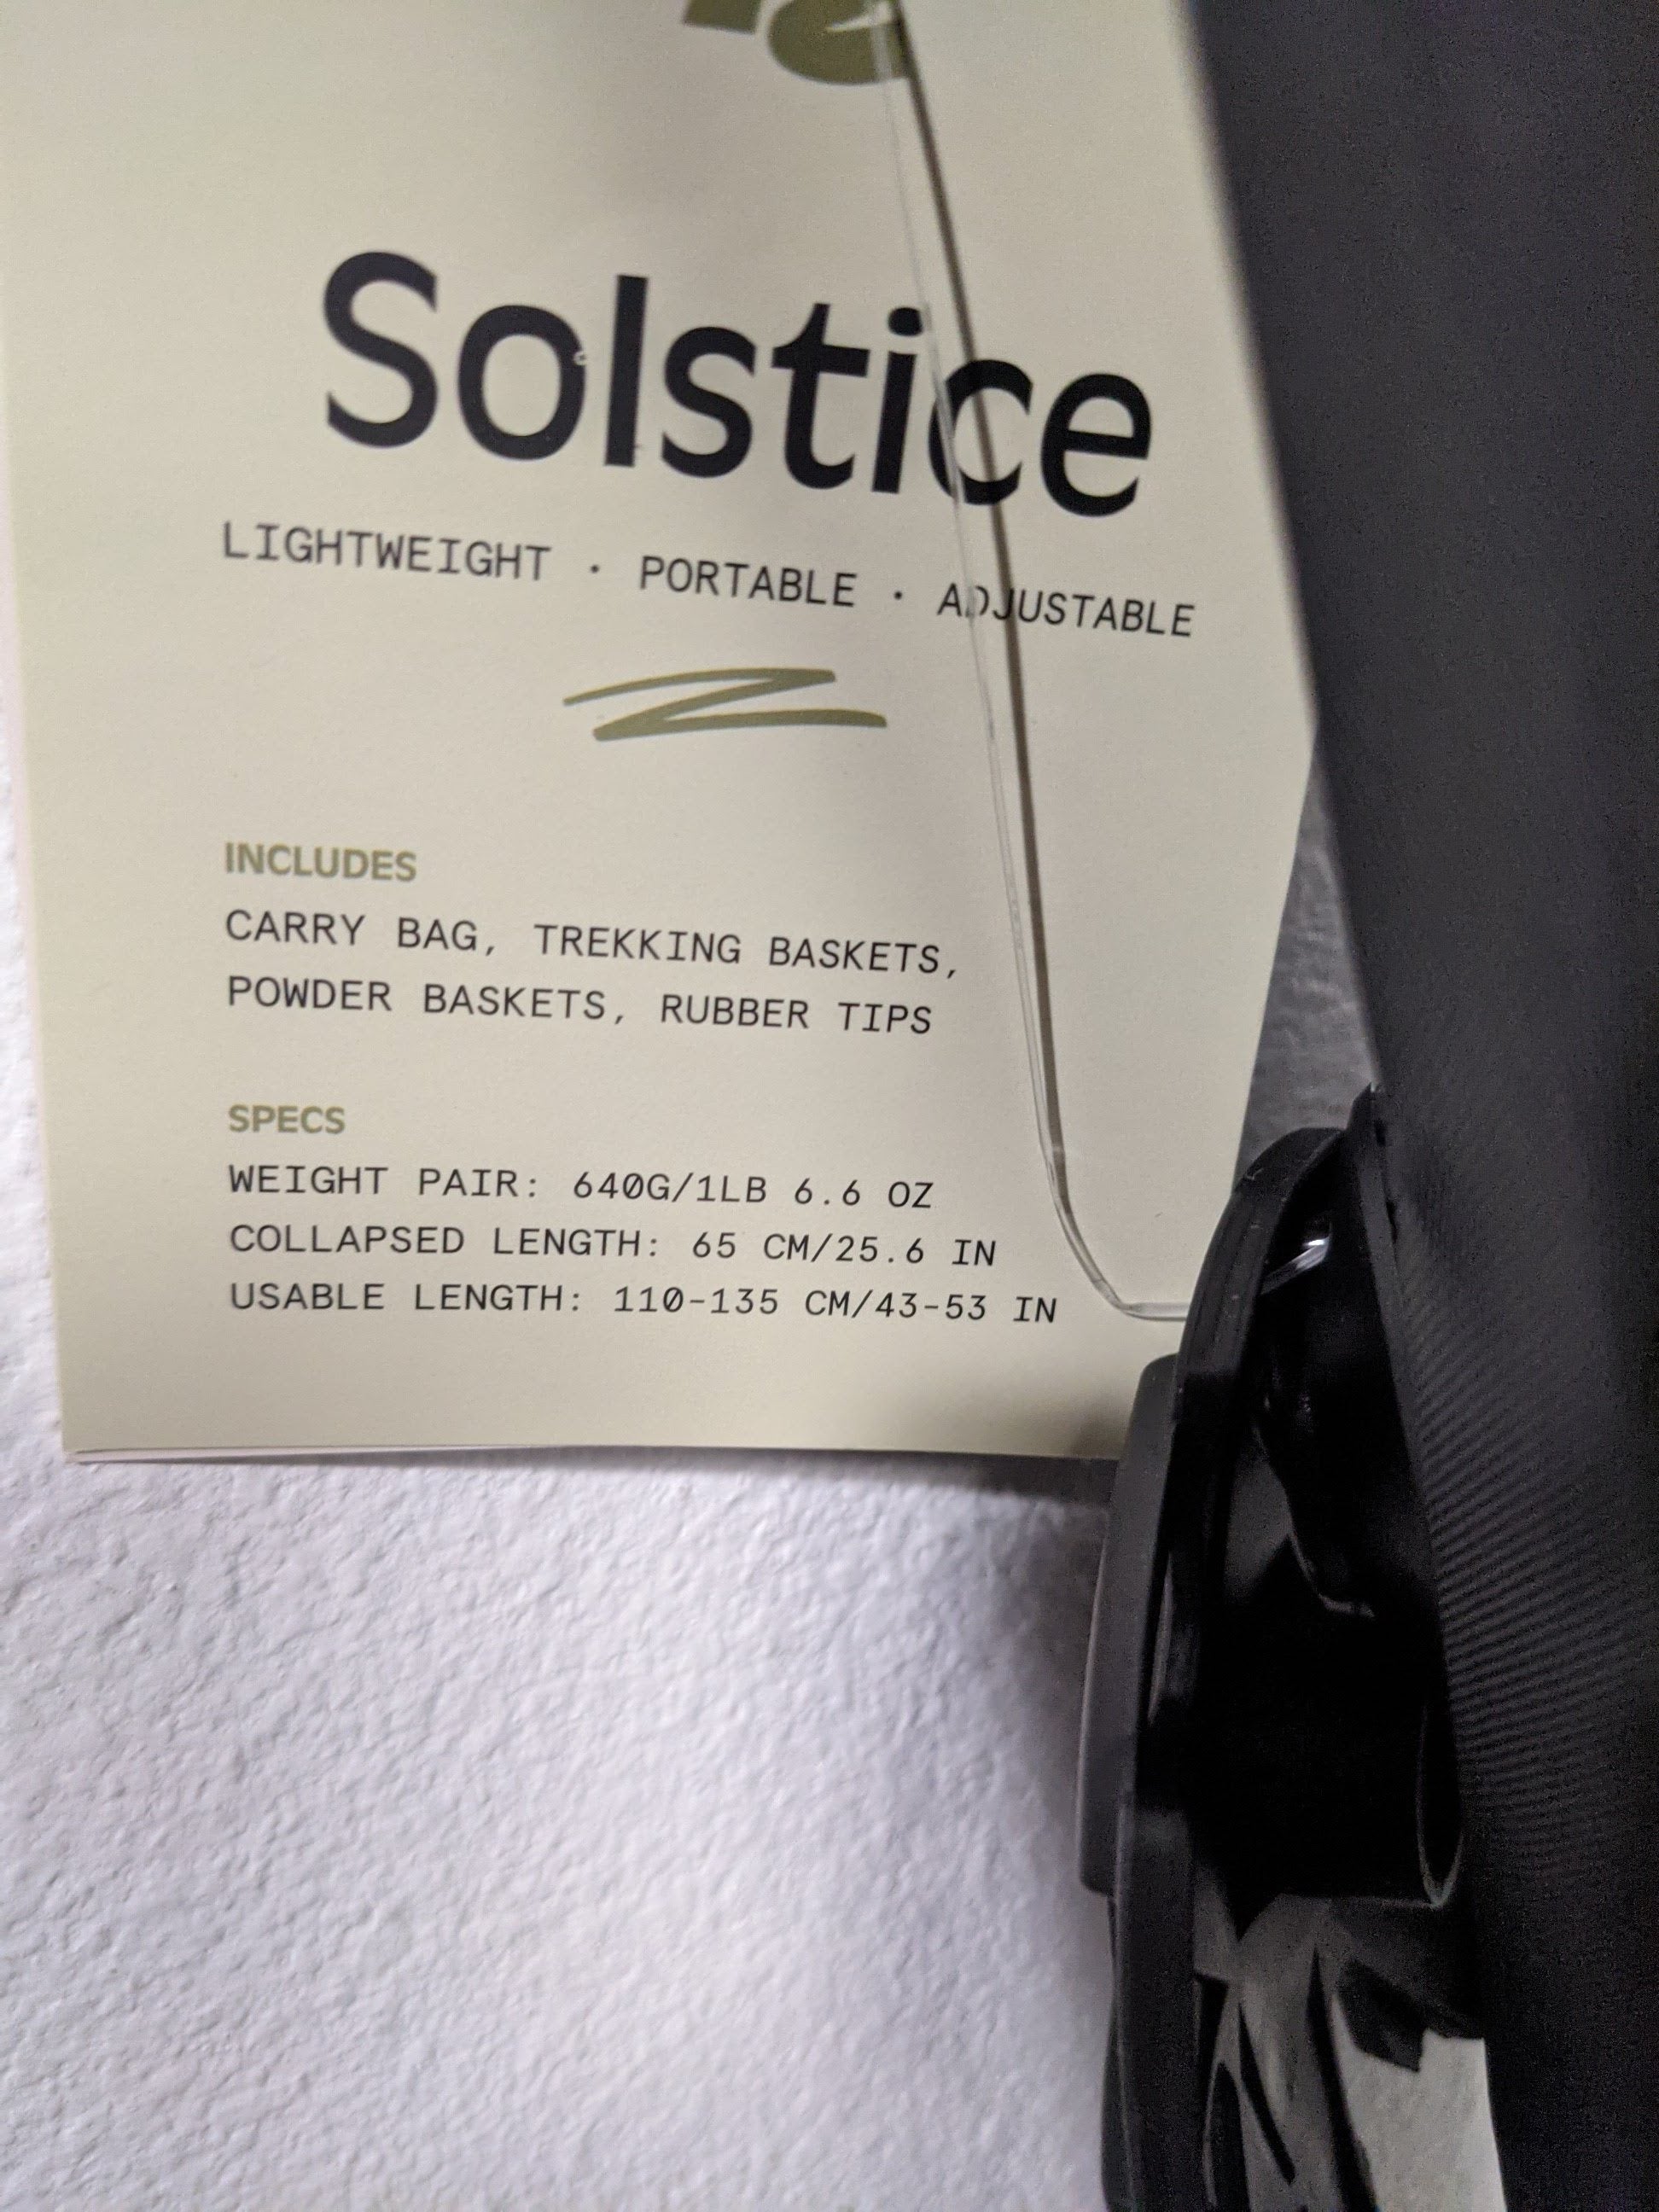 Solstice
LIGHTWEIGHT · PORTABLE · ADJUSTABLE
INCLUDES
CARRY BAG, TREKKING BASKETS,
POWDER BASKETS, RUBBER TIPS
SPECS
WEIGHT PAIR: 640G/1LB 6.6 OZ
COLLAPSED LENGTH: 65 CM/25.6 IN
USABLE LENGTH: 110-135 CM/43-53 IN